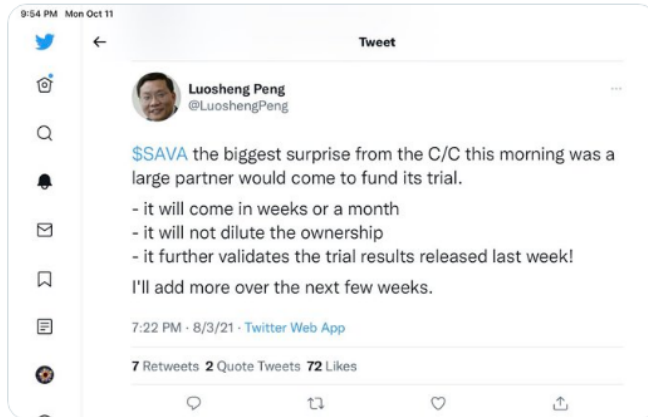 9:54 PM Mon Oct 11
Tweet
Luosheng Peng
@LuoshengPeng
$SAVA the biggest surprise from the C/C this morning was a
large partner would come to fund its trial.
- it will come in weeks or a month
- it will not dilute the ownership
- it further validates the trial results released last week!
I'll add more over the next few weeks.
7:22 PM · 8/3/21 · Twitter Web App
7 Retweets 2 Quote Tweets 72 Likes